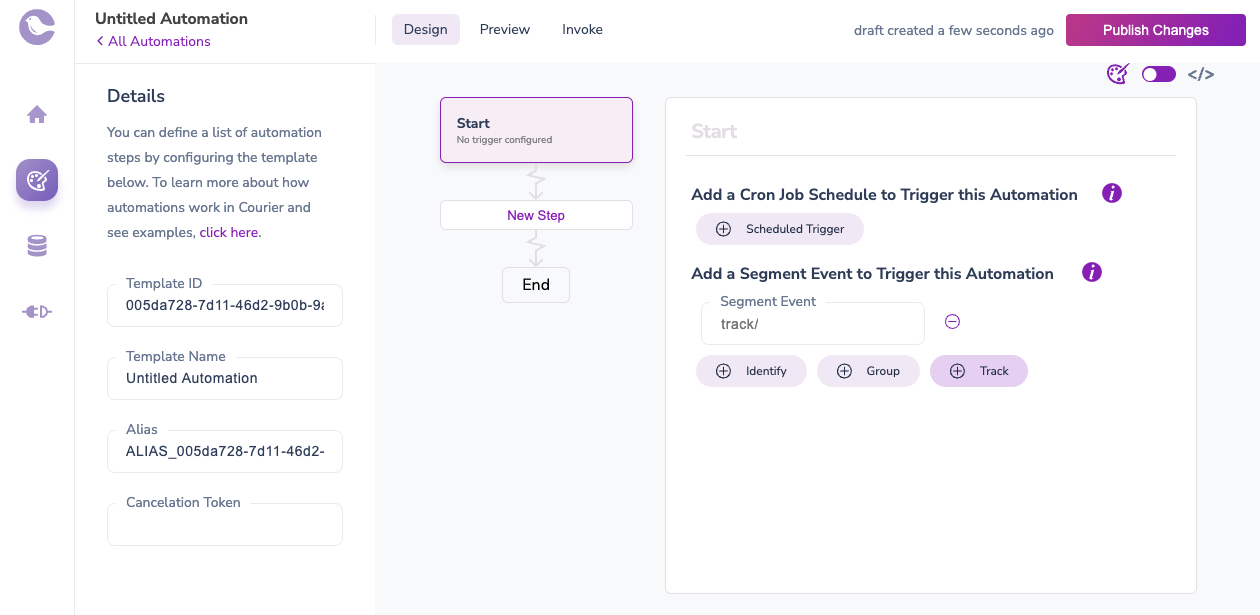 Untitled Automation
< All Automations
Design
Preview
Invoke
draft created a few seconds ago
Publish Changes
</>
Details
You can define a list of automation
steps by configuring the template
below. To learn more about how
automations work in Courier and
see examples, click here.
Template ID
005da728-7d11-46d2-9b0b-9a
Template Name
Untitled Automation
Alias
ALIAS_005da728-7d11-46d2-
Cancelation Token
Start
No trigger configured
New Step
End
Start
Add a Cron Job Schedule to Trigger this Automation
i
Scheduled Trigger
Add a Segment Event to Trigger this Automation
i
Segment Event
track/
Identify
Group
Track